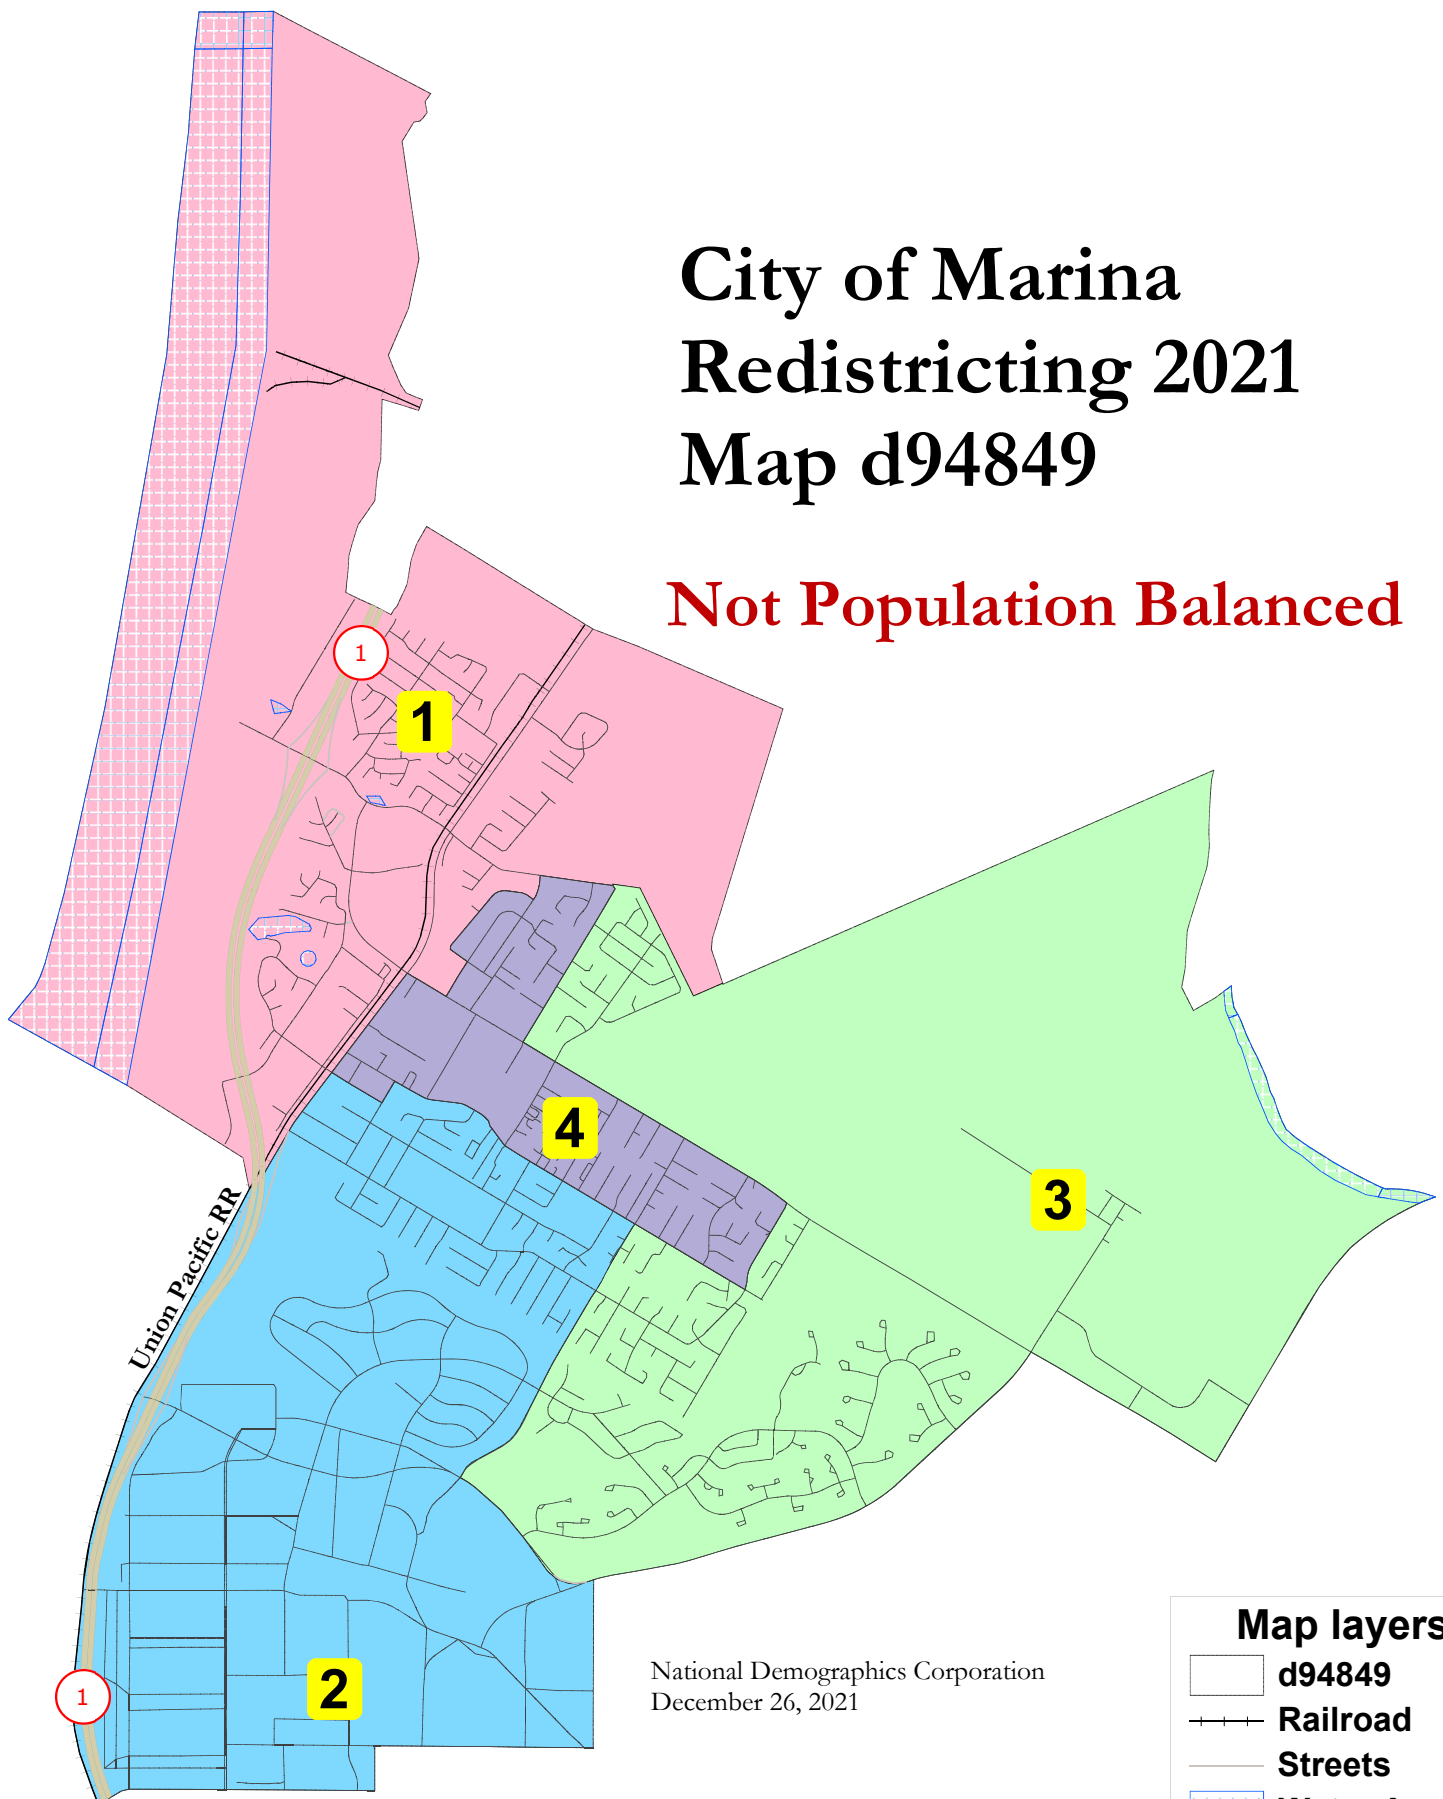 City of Marina
Redistricting 2021
Map d94849
Not Population Balanced
1
1
4
3
Union Pacific RR
2
1
National Demographics Corporation
December 26, 2021
Map layers
d94849
Railroad
Streets